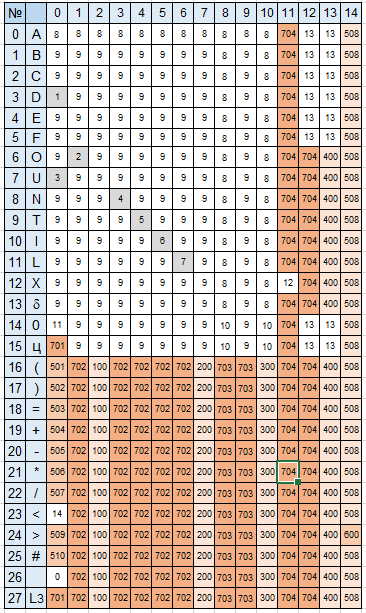 № 0 1 2 3 4 5 6 7 8 9 10 11 12 13 14
0 A 8 8 8 8 8 8 8 8 8 8 8 704 13 13 508
1 B 9 9 9 9 9 9 9 9 8 9 8 704 13 13 508
2 C 9 9 9 9 9 9 9 9 8 9 8 704 13 13 508
3 D 1 9 9 9 9 9 9 9 8 9 8 704 13 13 508
4 E 9 9 9 9 9 9 9 9 8 9 8 704 13 13 508
5 F 9 9 9 9 9 9 9 9 8 9 8 704 13 13 508
6 O 9 2 9 9 9 9 9 9 8 9 8 704 704 400 508
7 U 3 9 9 9 9 9 9 9 8 9 8 704 704 400 508
8 N 9 9 9 4 9 9 9 9 8 9 8 704 704 400 508
9 T 9 9 9 9 5 9 9 9 8 9 8 704 704 400 508
10 I 9 9 9 9 9 6 9 9 8 9 8 704 704 400 508
11 L 9 9 9 9 9 9 7 9 8 9 8 704 704 400 508
12 X 9 9 9 9 9 9 9 9 8 9 8 12 704 400 508
13 δ 9 9 9 9 9 9 9 9 8 9 8 704 704 400 508
14 0 11 9 9 9 9 9 9 9 10 9 10 704 13 13 508
15 ц 701 9 9 9 9 9 9 9 10 9 10 704 13 13 508
16 ( 501 702 100 702 702 702 702 200 703 703 300 704 704 400 508
17 ) 502 702 100 702 702 702 702 200 703 703 300 704 704 400 508
18 = 503 702 100 702 702 702 702 200 703 703 300 704 704 400 508
19 + 504 702 100 702 702 702 702 200 703 703 300 704 704 400 508
20 - 505 702 100 702 702 702 702 200 703 703 300 704 704 400 508
21 * 506 702 100 702 702 702 702 200 703 703 300 704 704 400 508
22 / 507 702 100 702 702 702 702 200 703 703 300 704 704 400 508
23 < 14 702 100 702 702 702 702 200 703 703 300 704 704 400 508
24 > 509 702 100 702 702 702 702 200 703 703 300 704 704 400 600
25 # 510 702 100 702 702 702 702 200 703 703 300 704 704 400 508
26 0 702 100 702 702 702 702 200 703 703 300 704 704 400 508
27 L3 701 702 100 702 702 702 702 200 703 703 300 704 704 400 508